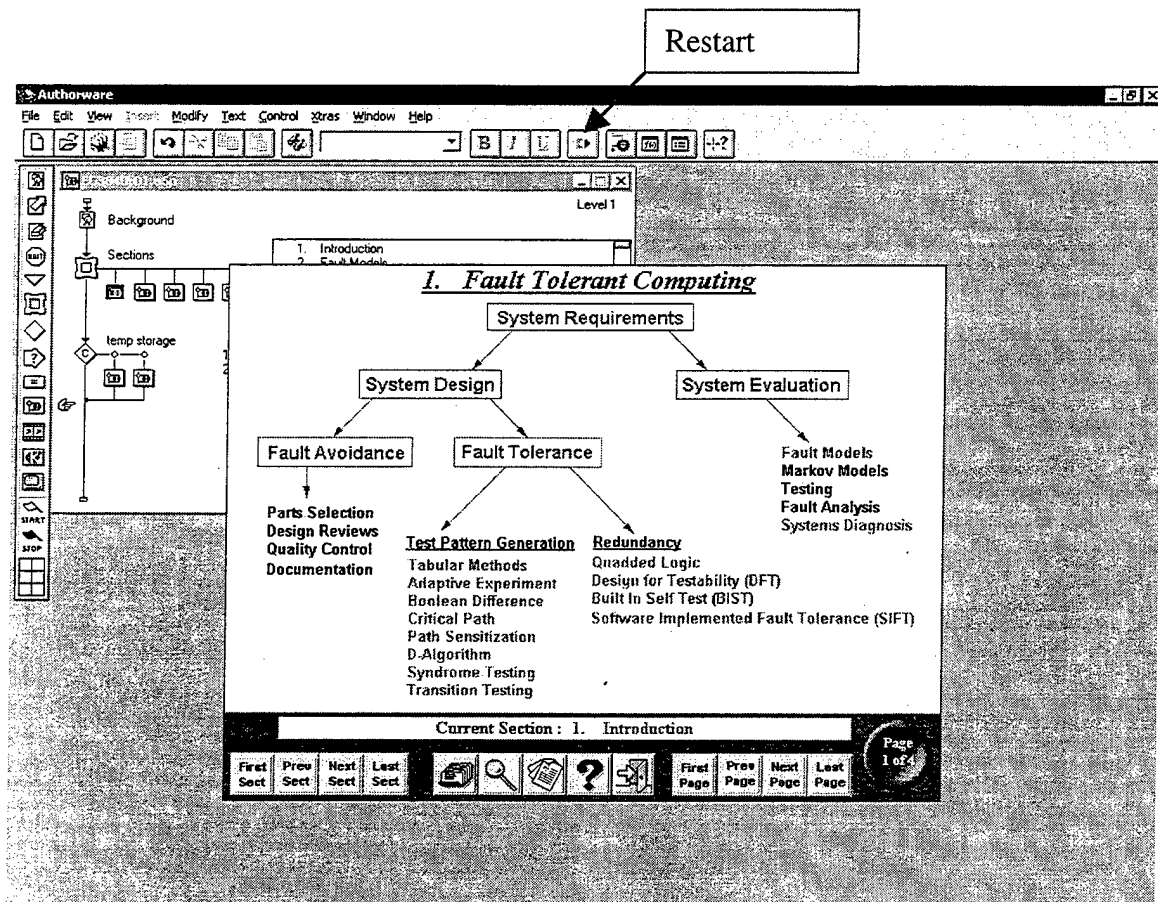 Restart
Authorware
File Edit View Insert Modify Text Control Xtras Window Help
B I U
Level 1
Background
Sections
1. Introduction
2. Fault Models
temp storage
WAIT
START
STOP
1. Fault Tolerant Computing
System Requirements
System Design
System Evaluation
Fault Avoidance
Fault Tolerance
Fault Models
Markov Models
Testing
Fault Analysis
Systems Diagnosis
Parts Selection
Design Reviews
Quality Control
Documentation
Test Pattern Generation
Tabular Methods
Adaptive Experiment
Boolean Difference
Critical Path
Path Sensitization
D-Algorithm
Syndrome Testing
Transition Testing
Redundancy
Quadded Logic
Design for Testability (DFT)
Built In Self Test (BIST)
Software Implemented Fault Tolerance (SIFT)
Current Section : 1. Introduction
Page
1 of 4
First Sect
Prev Sect
Next Sect
Last Sect
First Page
Prev Page
Next Page
Last Page